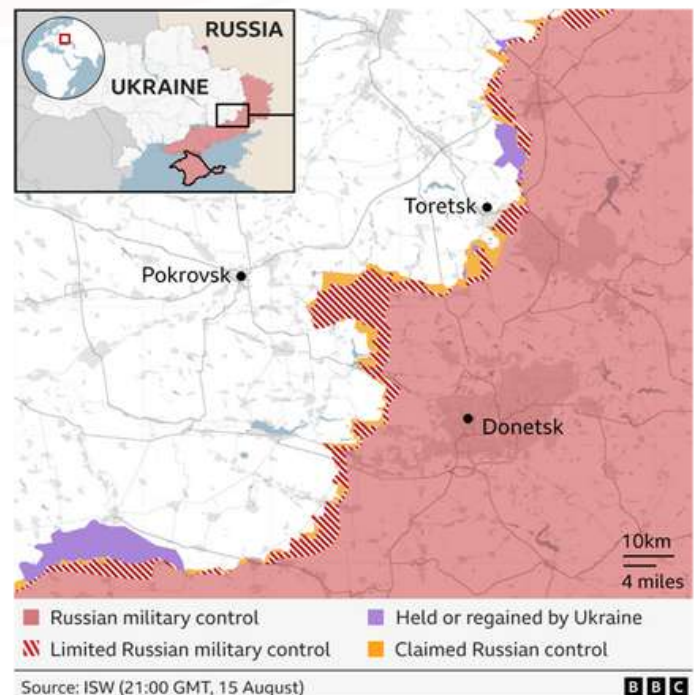 RUSSIA
UKRAINE
Toretsk
Pokrovsk
Donetsk
10km
4 miles
Russian military control
Held or regained by Ukraine
Limited Russian military control
Claimed Russian control
Source: ISW (21:00 GMT, 15 August)
BBC